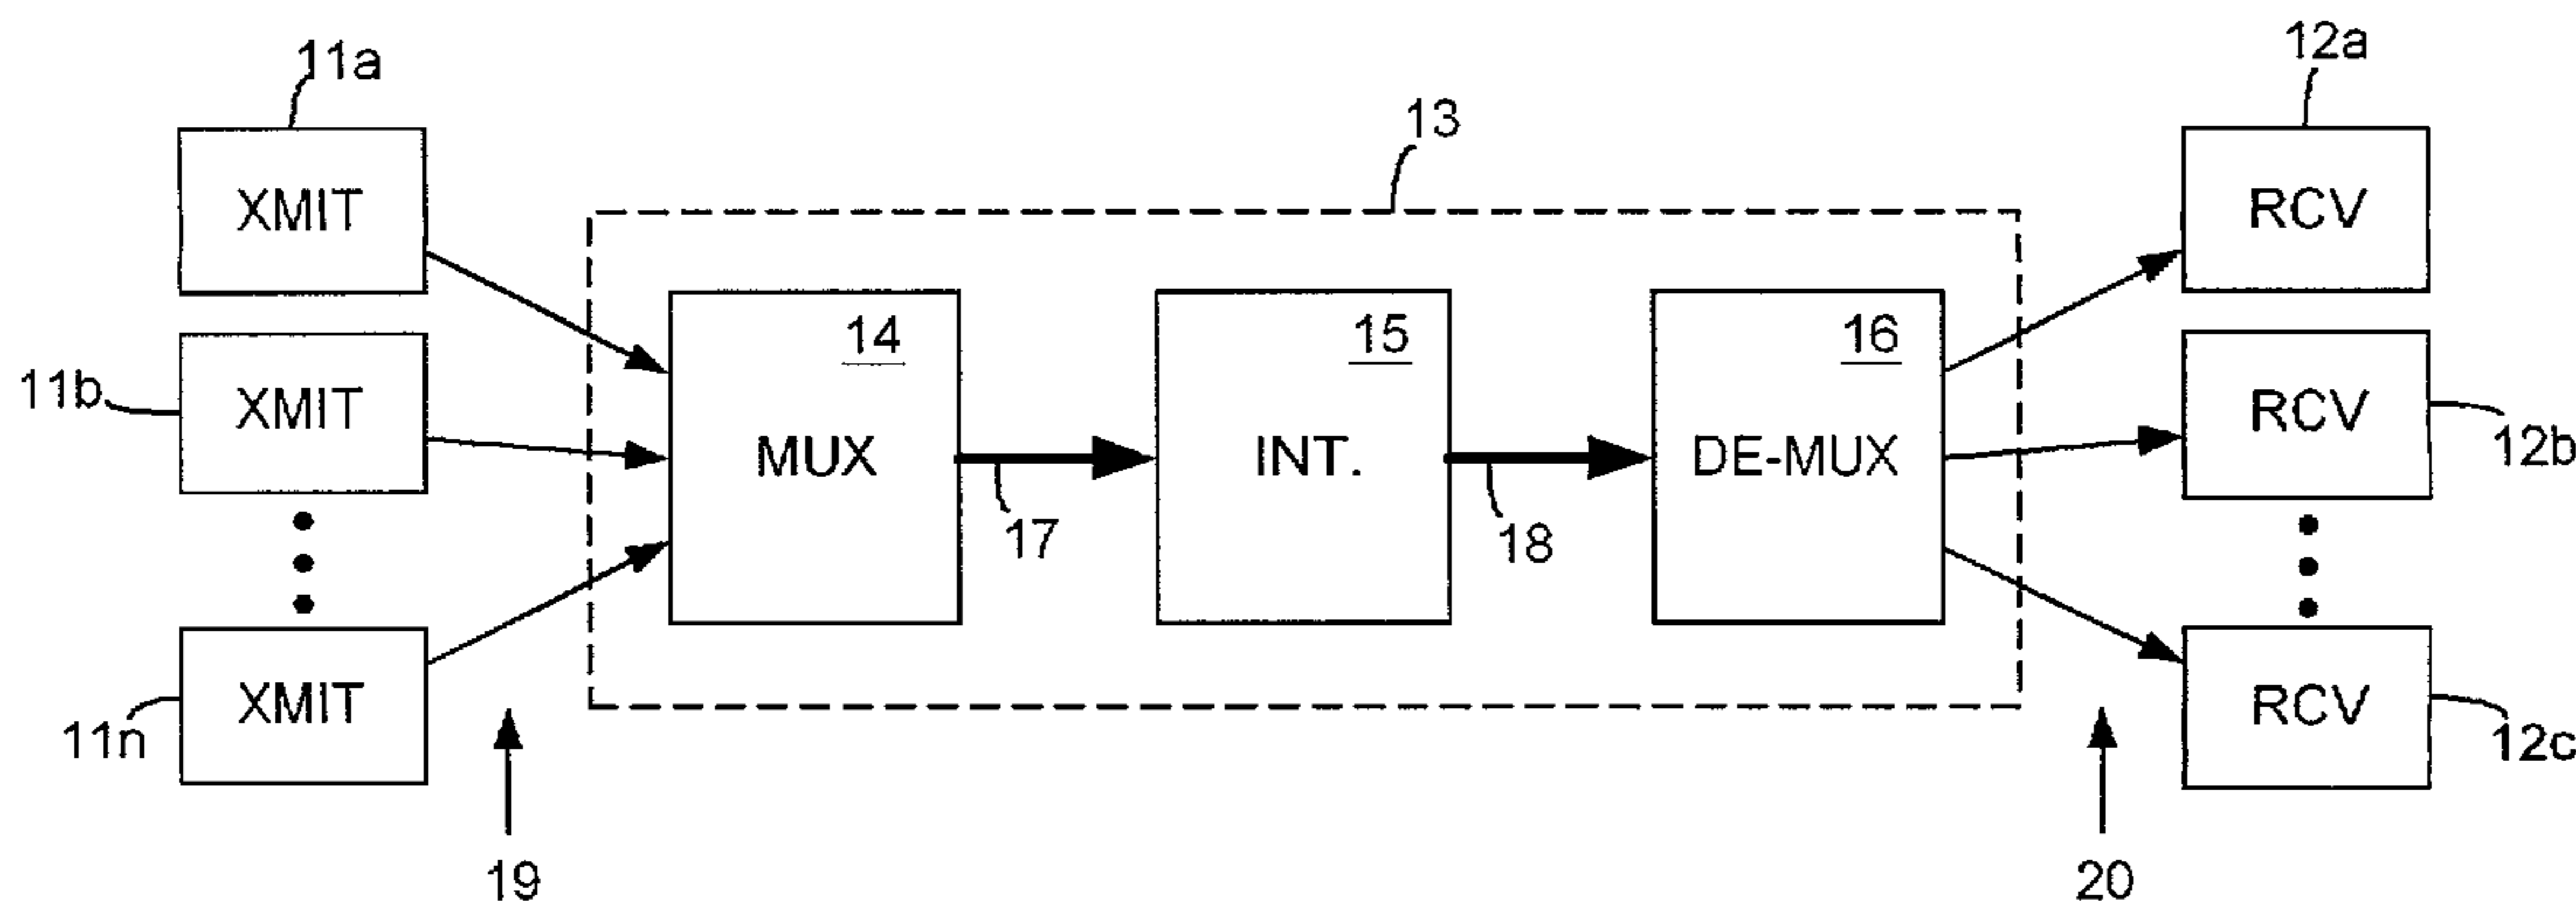 11a
12a
13
XMIT
RCV
14
15
16
11b
XMIT
RCV
12b
MUX
INT.
DE-MUX
17
18
XMIT
RCV
11n
12c
19
20